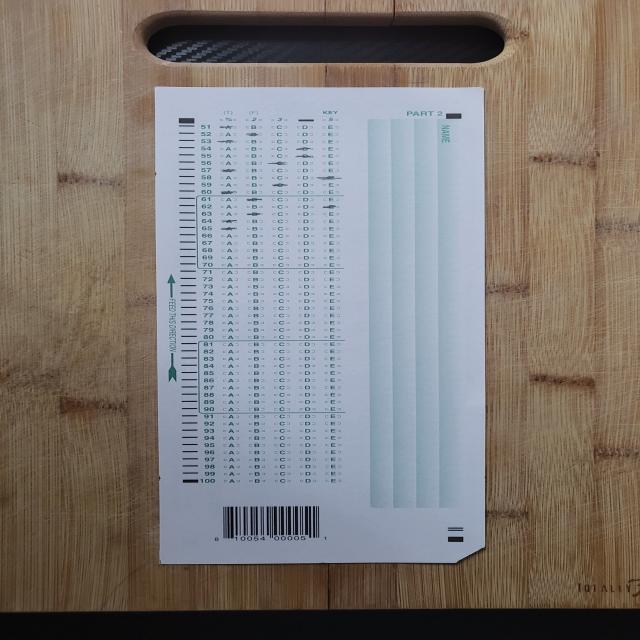 (T) (F) KEY PART 2
NAME
51 A B C D E
52 A B C D E
53 A B C D E
54 A B C D E
55 A B C D E
56 A B C D E
57 A B C D E
58 A B C D E
59 A B C D E
60 A B C D E
61 A B C D E
62 A B C D E
63 A B C D E
64 A B C D E
65 A B C D E
66 A B C D E
67 A B C D E
68 A B C D E
69 A B C D E
70 A B C D E
71 A B C D E
72 A B C D E
73 A B C D E
74 A B C D E
75 A B C D E
76 A B C D E
77 A B C D E
78 A B C D E
79 A B C D E
80 A B C D E
81 A B C D E
82 A B C D E
83 A B C D E
84 A B C D E
85 A B C D E
86 A B C D E
87 A B C D E
88 A B C D E
89 A B C D E
90 A B C D E
91 A B C D E
92 A B C D E
93 A B C D E
94 A B C D E
95 A B C D E
96 A B C D E
97 A B C D E
98 A B C D E
99 A B C D E
100 A B C D E
FEED THIS DIRECTION
8 10054 00005 1
TOTALLY